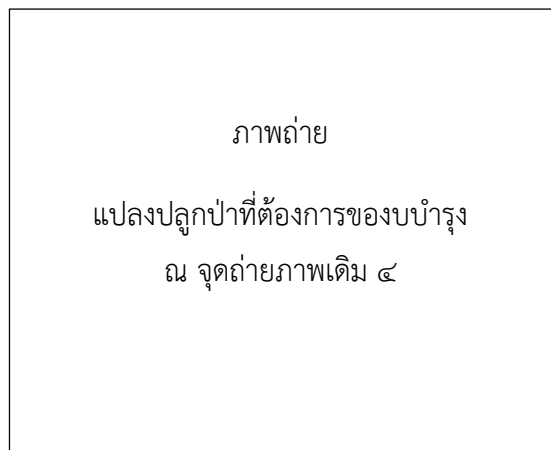 ภาพถ่าย
แปลงปลูกป่าที่ต้องการของบบำรุง
ณ จุดถ่ายภาพเดิม ๔